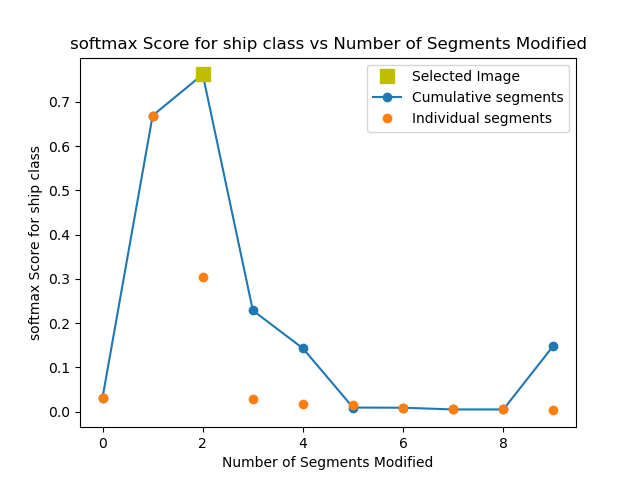 softmax Score for ship class vs Number of Segments Modified
Selected Image
Cumulative segments
Individual segments
softmax Score for ship class
0.7
0.6
0.5
0.4
0.3
0.2
0.1
0.0
0 2 4 6 8
Number of Segments Modified